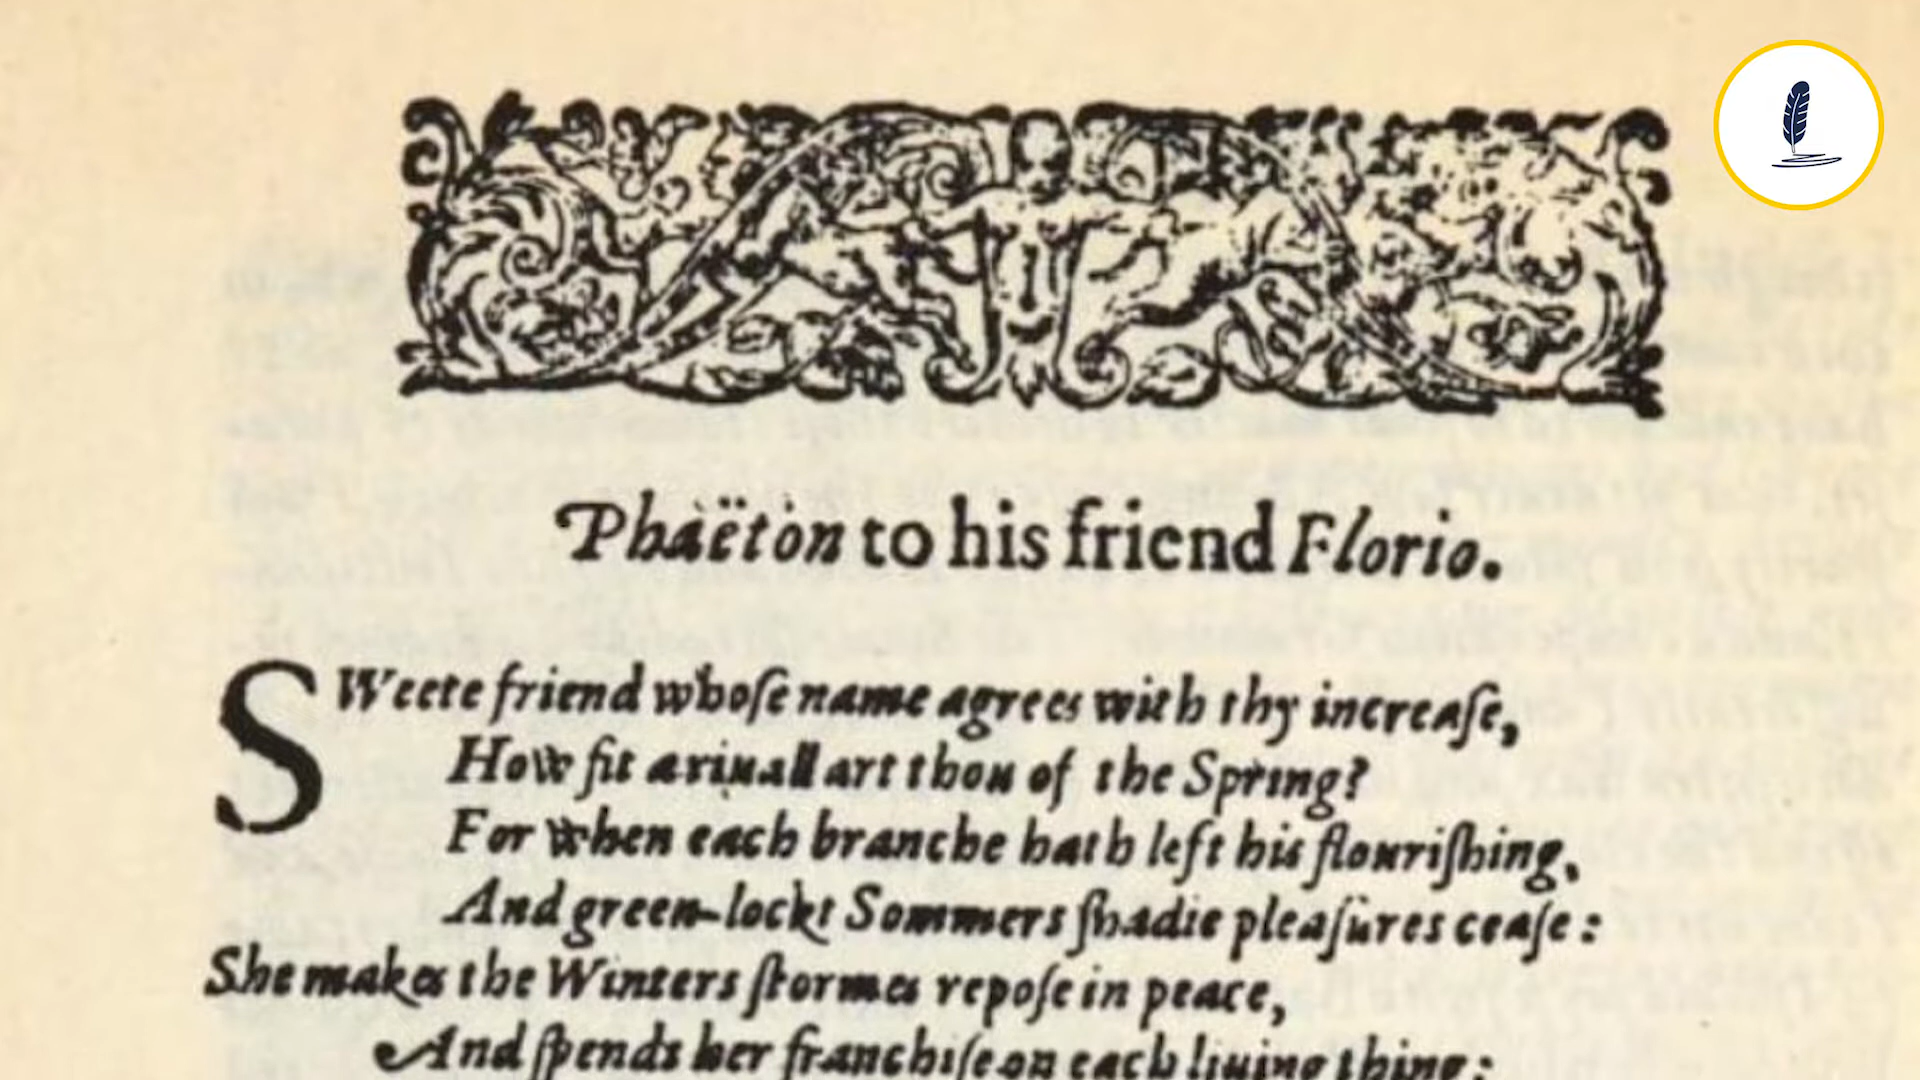 Phaëton to his friend Florio.
SWeete friend whoſe name agrees with thy increaſe,
How fit ariuall art thou of the Spring?
For when each branche hath left his flouriſhing,
And green-lockt Sommers ſhadie pleaſures ceaſe:
She makes the Winters ſtormes repoſe in peace,
And ſpends her franchiſe on each liuing thing: